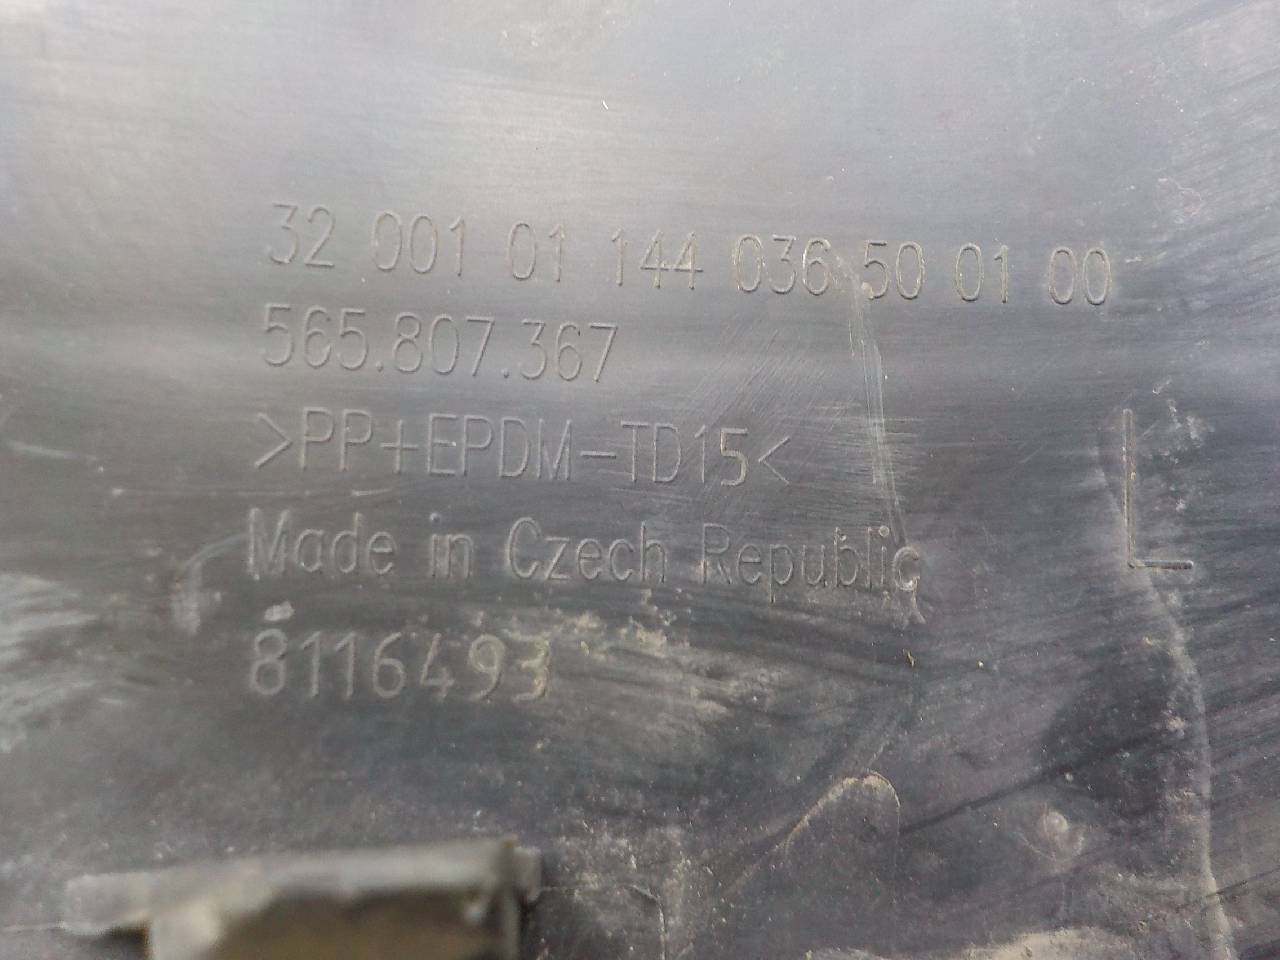 32 001 01 144 036 50 01 00
565.807.367
>PP+EPDM-TD15<
L
Made in Czech Republic
8116493